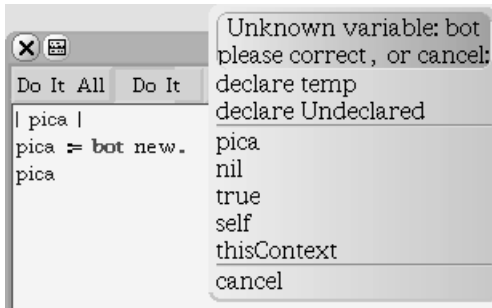 Do It All Do It
| pica |
pica := bot new.
pica
Unknown variable: bot
please correct, or cancel:
declare temp
declare Undeclared
pica
nil
true
self
thisContext
cancel